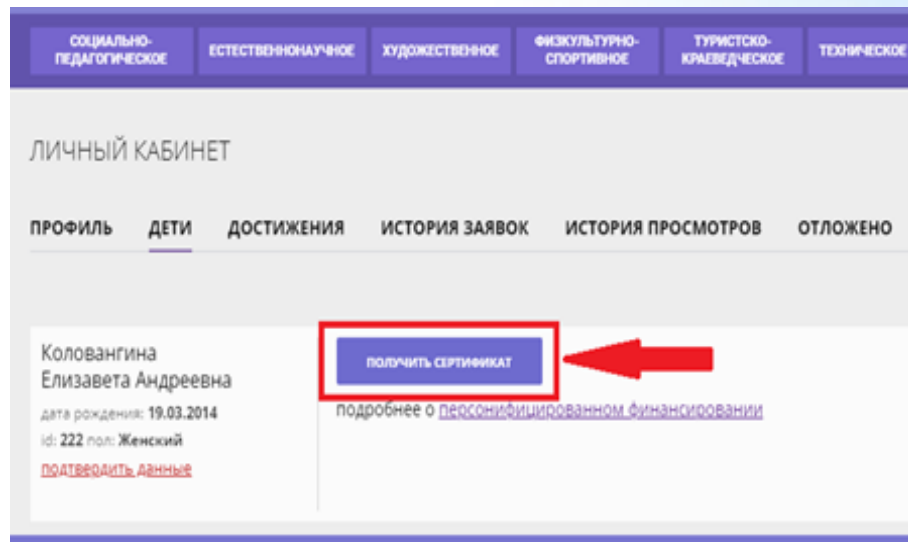 СОЦИАЛЬНО-
ПЕДАГОГИЧЕСКОЕ
ЕСТЕСТВЕННОНАУЧНОЕ
ХУДОЖЕСТВЕННОЕ
ФИЗКУЛЬТУРНО-
СПОРТИВНОЕ
ТУРИСТСКО-
КРАЕВЕДЧЕСКОЕ
ТЕХНИЧЕСКОЕ
ЛИЧНЫЙ КАБИНЕТ
ПРОФИЛЬ ДЕТИ ДОСТИЖЕНИЯ ИСТОРИЯ ЗАЯВОК ИСТОРИЯ ПРОСМОТРОВ ОТЛОЖЕНО
Коловангина
Елизавета Андреевна
дата рождения: 19.03.2014
id: 222 пол: Женский
подтвердить данные
ПОЛУЧИТЬ СЕРТИФИКАТ
подробнее о персонифицированном финансировании